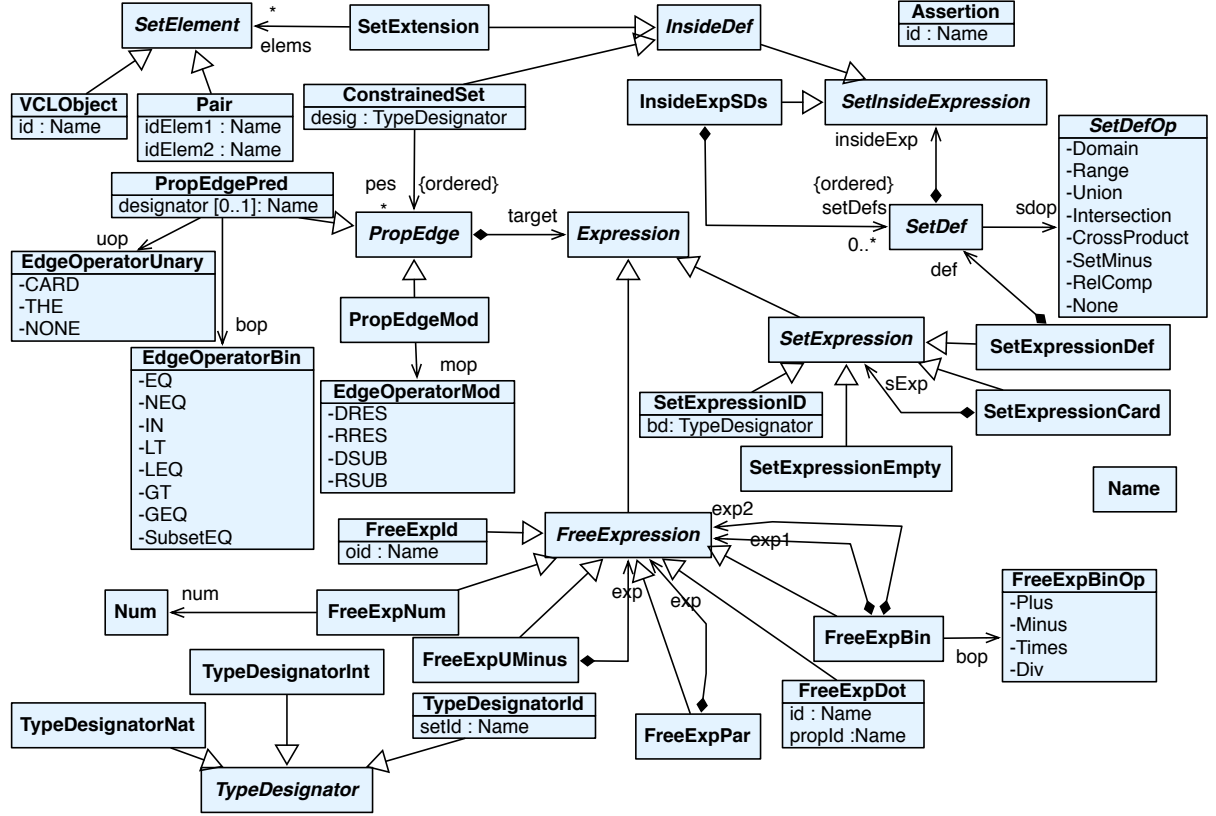 SetElement
*
elems
SetExtension
InsideDef
Assertion
id : Name
VCLObject
id : Name
Pair
idElem1 : Name
idElem2 : Name
ConstrainedSet
desig : TypeDesignator
InsideExpSDs
SetInsideExpression
insideExp
SetDefOp
-Domain
-Range
-Union
-Intersection
-CrossProduct
-SetMinus
-RelComp
-None
PropEdgePred
designator [0..1]: Name
pes
{ordered}
*
PropEdge
target
Expression
{ordered}
setDefs
0..*
SetDef
sdop
def
uop
EdgeOperatorUnary
-CARD
-THE
-NONE
bop
PropEdgeMod
mop
EdgeOperatorBin
-EQ
-NEQ
-IN
-LT
-LEQ
-GT
-GEQ
-SubsetEQ
EdgeOperatorMod
-DRES
-RRES
-DSUB
-RSUB
SetExpression
SetExpressionDef
sExp
SetExpressionID
bd: TypeDesignator
SetExpressionCard
SetExpressionEmpty
Name
FreeExpId
oid : Name
FreeExpression
exp2
exp1
Num
num
FreeExpNum
exp
exp
FreeExpBin
bop
FreeExpBinOp
-Plus
-Minus
-Times
-Div
FreeExpUMinus
TypeDesignatorInt
TypeDesignatorNat
TypeDesignatorId
setId : Name
FreeExpPar
FreeExpDot
id : Name
propId :Name
TypeDesignator